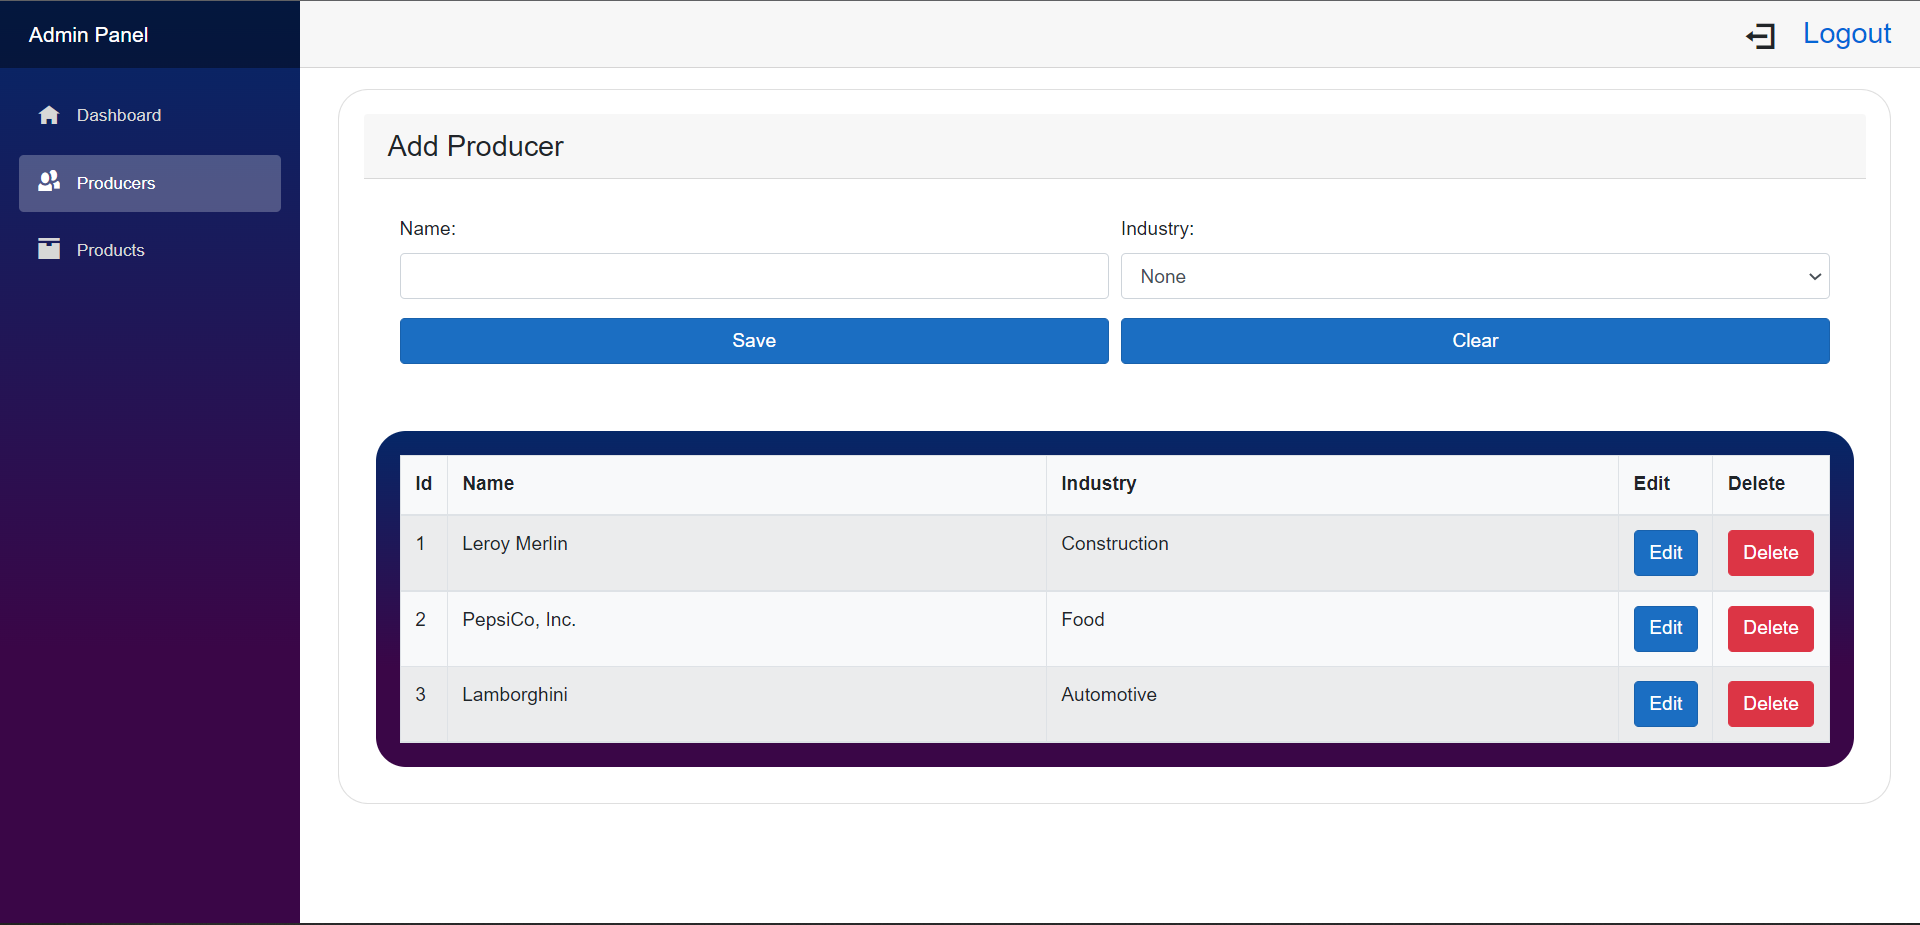 Admin Panel
Logout
Dashboard
Producers
Products
Add Producer
Name:
Industry:
None
Save
Clear
Id Name Industry Edit Delete
1 Leroy Merlin Construction Edit Delete
2 PepsiCo, Inc. Food Edit Delete
3 Lamborghini Automotive Edit Delete